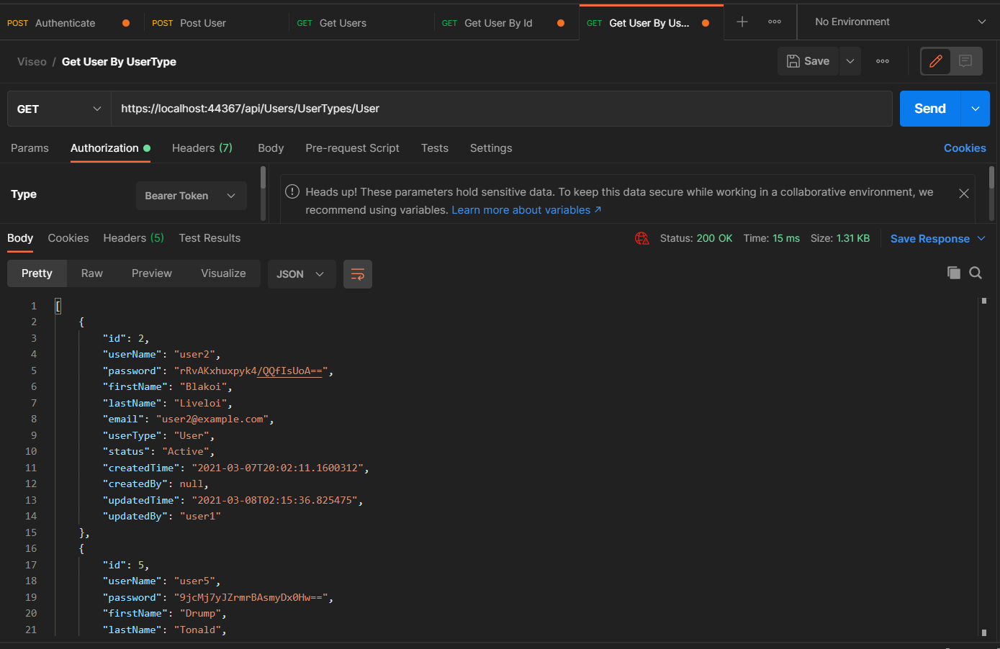 POST Authenticate POST Post User GET Get Users GET Get User By Id GET Get User By Us... No Environment
Viseo / Get User By UserType Save
GET https://localhost:44367/api/Users/UserTypes/User Send
Params Authorization Headers (7) Body Pre-request Script Tests Settings Cookies
Type Bearer Token
Heads up! These parameters hold sensitive data. To keep this data secure while working in a collaborative environment, we
recommend using variables. Learn more about variables ↗
Body Cookies Headers (5) Test Results Status: 200 OK Time: 15 ms Size: 1.31 KB Save Response
Pretty Raw Preview Visualize JSON
1 [
2 {
3 "id": 2,
4 "userName": "user2",
5 "password": "rRvAKxhuxpyk4/QQfIsUoA==",
6 "firstName": "Blakoi",
7 "lastName": "Liveloi",
8 "email": "user2@example.com",
9 "userType": "User",
10 "status": "Active",
11 "createdTime": "2021-03-07T20:02:11.1600312",
12 "createdBy": null,
13 "updatedTime": "2021-03-08T02:15:36.825475",
14 "updatedBy": "user1"
15 },
16 {
17 "id": 5,
18 "userName": "user5",
19 "password": "9jcMj7yJZrmrBAsmyDx0Hw==",
20 "firstName": "Drump",
21 "lastName": "Tonald",